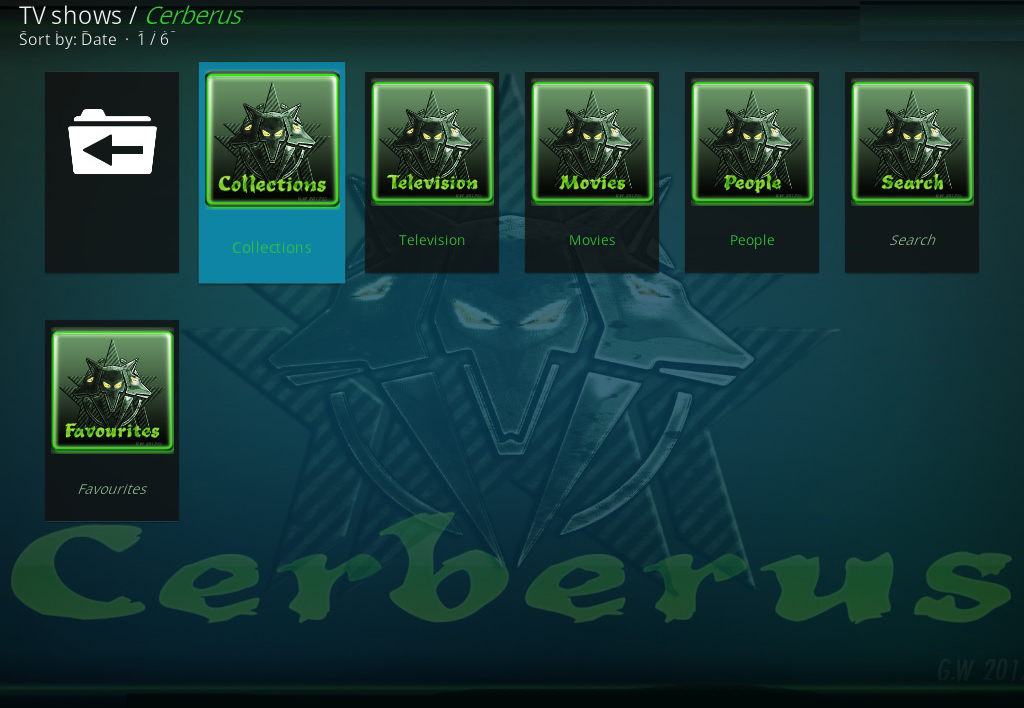 TV shows / Cerberus
Sort by: Date · 1 / 6
Collections
Television
Movies
People
Search
Collections
Television
Movies
People
Search
Favourites
Favourites
Cerberus
G.W 201